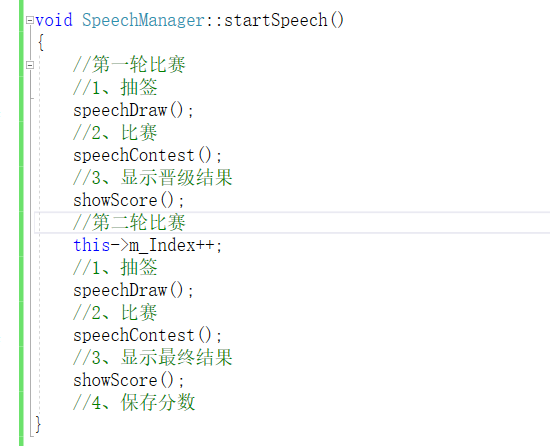 void SpeechManager::startSpeech()
{
//第一轮比赛
//1、抽签
speechDraw();
//2、比赛
speechContest();
//3、显示晋级结果
showScore();
//第二轮比赛
this->m_Index++;
//1、抽签
speechDraw();
//2、比赛
speechContest();
//3、显示最终结果
showScore();
//4、保存分数
}